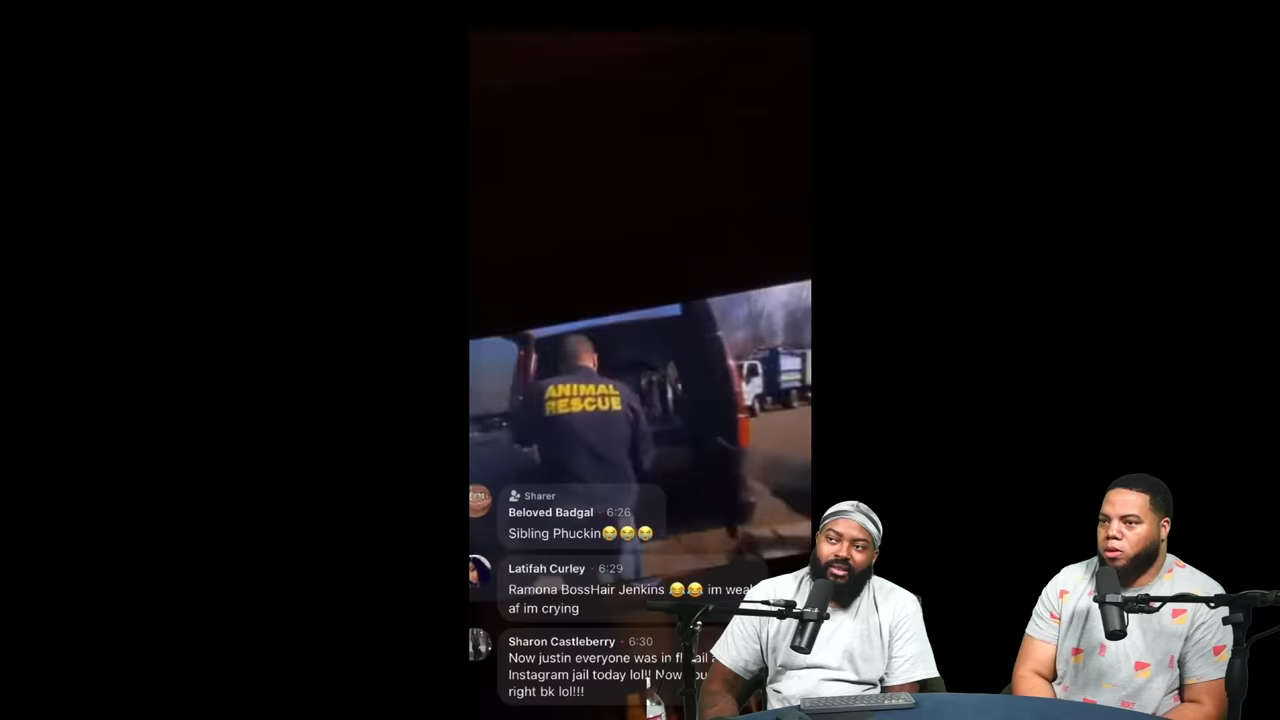 ANIMAL
RESCUE
Sharer
Beloved Badgal · 6:26
Sibling Phuckin😭😭😭
Latifah Curley · 6:29
Ramona BossHair Jenkins 😂😂 im
af im crying
Sharon Castleberry · 6:30
Now justin everyone was in
Instagram jail today lol!! Now
right bk lol!!!